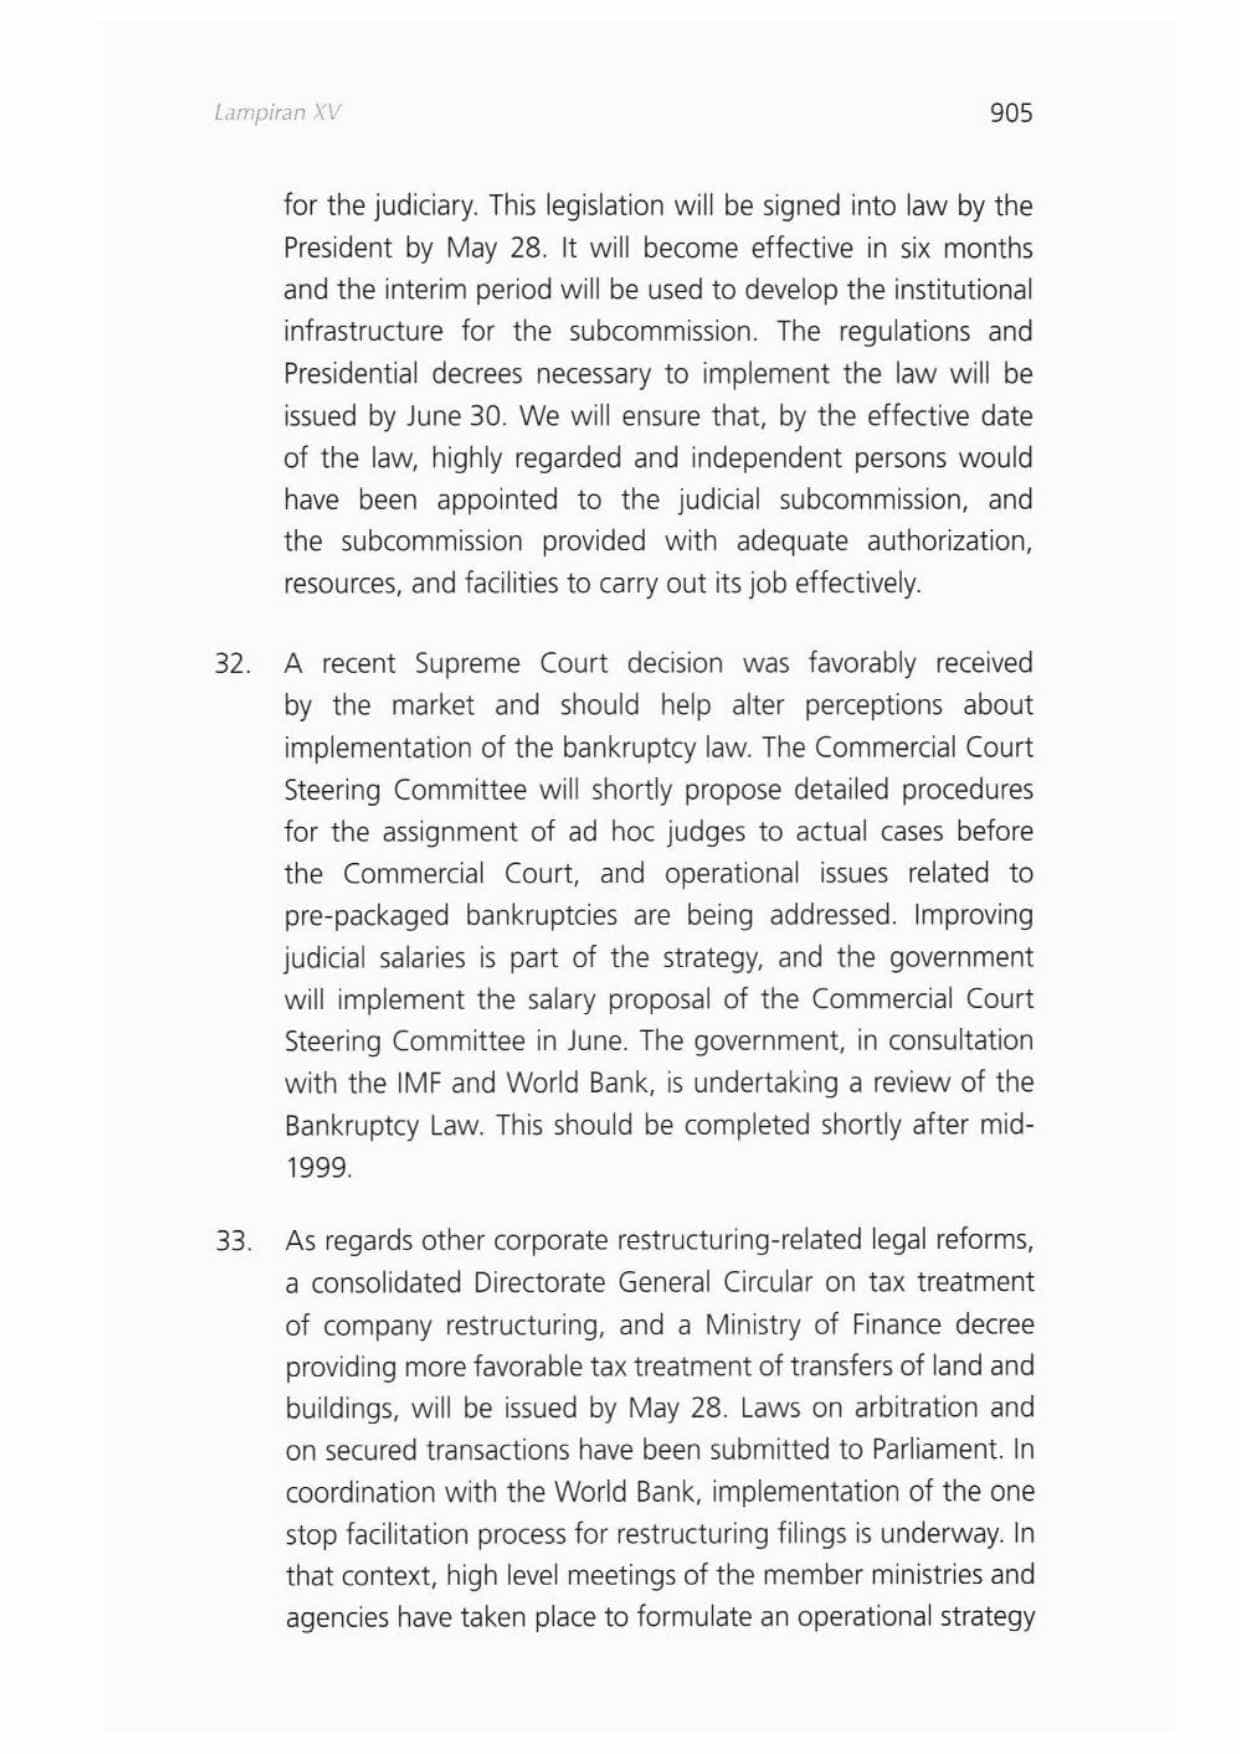 Lampiran XV 905
for the judiciary. This legislation will be signed into law by the
President by May 28. It will become effective in six months
and the interim period will be used to develop the institutional
infrastructure for the subcommission. The regulations and
Presidential decrees necessary to implement the law will be
issued by June 30. We will ensure that, by the effective date
of the law, highly regarded and independent persons would
have been appointed to the judicial subcommission, and
the subcommission provided with adequate authorization,
resources, and facilities to carry out its job effectively.
32. A recent Supreme Court decision was favorably received
by the market and should help alter perceptions about
implementation of the bankruptcy law. The Commercial Court
Steering Committee will shortly propose detailed procedures
for the assignment of ad hoc judges to actual cases before
the Commercial Court, and operational issues related to
pre-packaged bankruptcies are being addressed. Improving
judicial salaries is part of the strategy, and the government
will implement the salary proposal of the Commercial Court
Steering Committee in June. The government, in consultation
with the IMF and World Bank, is undertaking a review of the
Bankruptcy Law. This should be completed shortly after mid-
1999.
33. As regards other corporate restructuring-related legal reforms,
a consolidated Directorate General Circular on tax treatment
of company restructuring, and a Ministry of Finance decree
providing more favorable tax treatment of transfers of land and
buildings, will be issued by May 28. Laws on arbitration and
on secured transactions have been submitted to Parliament. In
coordination with the World Bank, implementation of the one
stop facilitation process for restructuring filings is underway. In
that context, high level meetings of the member ministries and
agencies have taken place to formulate an operational strategy